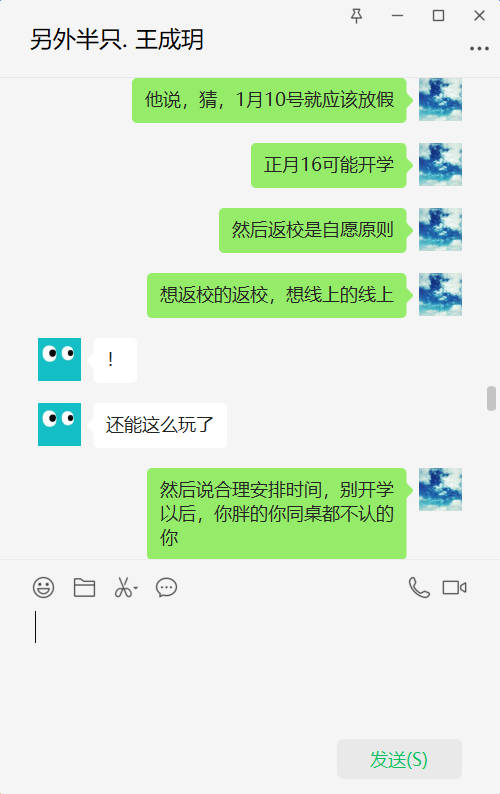 另外半只. 王成玥
他说，猜，1月10号就应该放假
正月16可能开学
然后返校是自愿原则
想返校的返校，想线上的线上
！
还能这么玩了
然后说合理安排时间，别开学
以后，你胖的你同桌都不认的
你
发送(S)